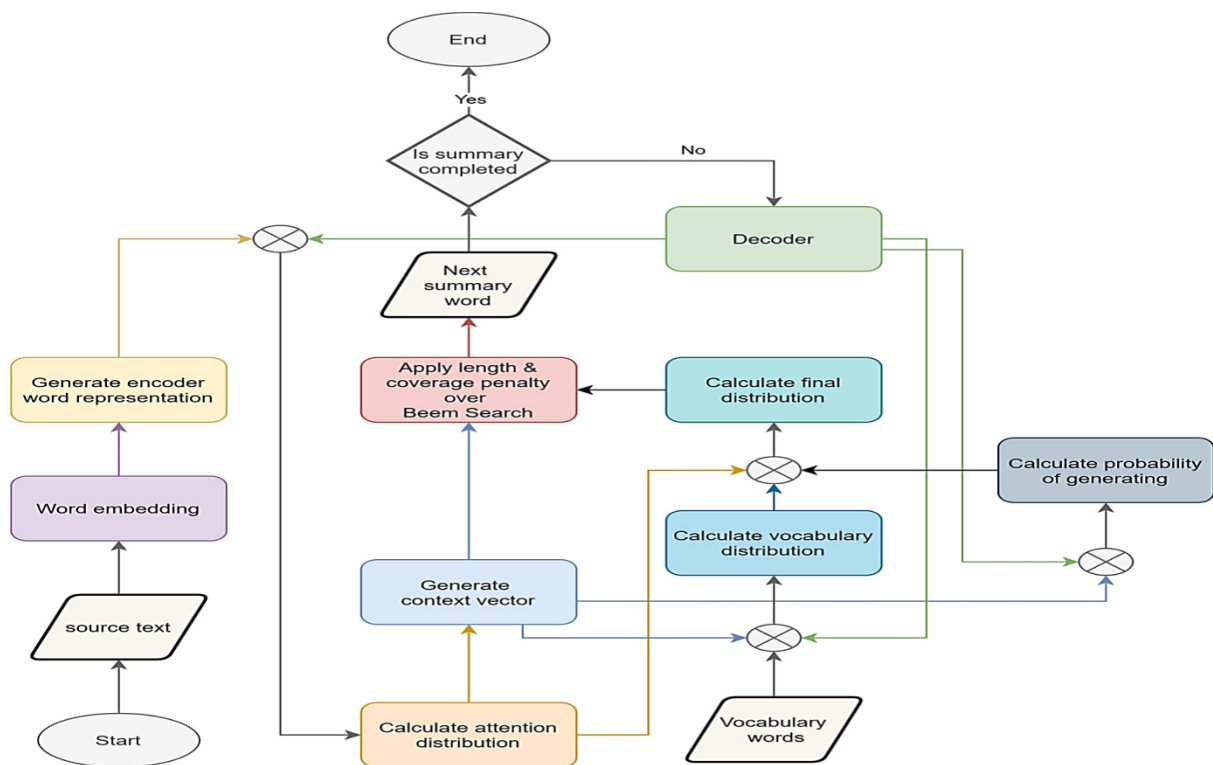 End
Yes
Is summary
completed
No
Decoder
Next
summary
word
Generate encoder
word representation
Apply length &
coverage penalty
over
Beem Search
Calculate final
distribution
Calculate probability
of generating
Word embedding
Calculate vocabulary
distribution
Generate
context vector
source text
Start
Calculate attention
distribution
Vocabulary
words